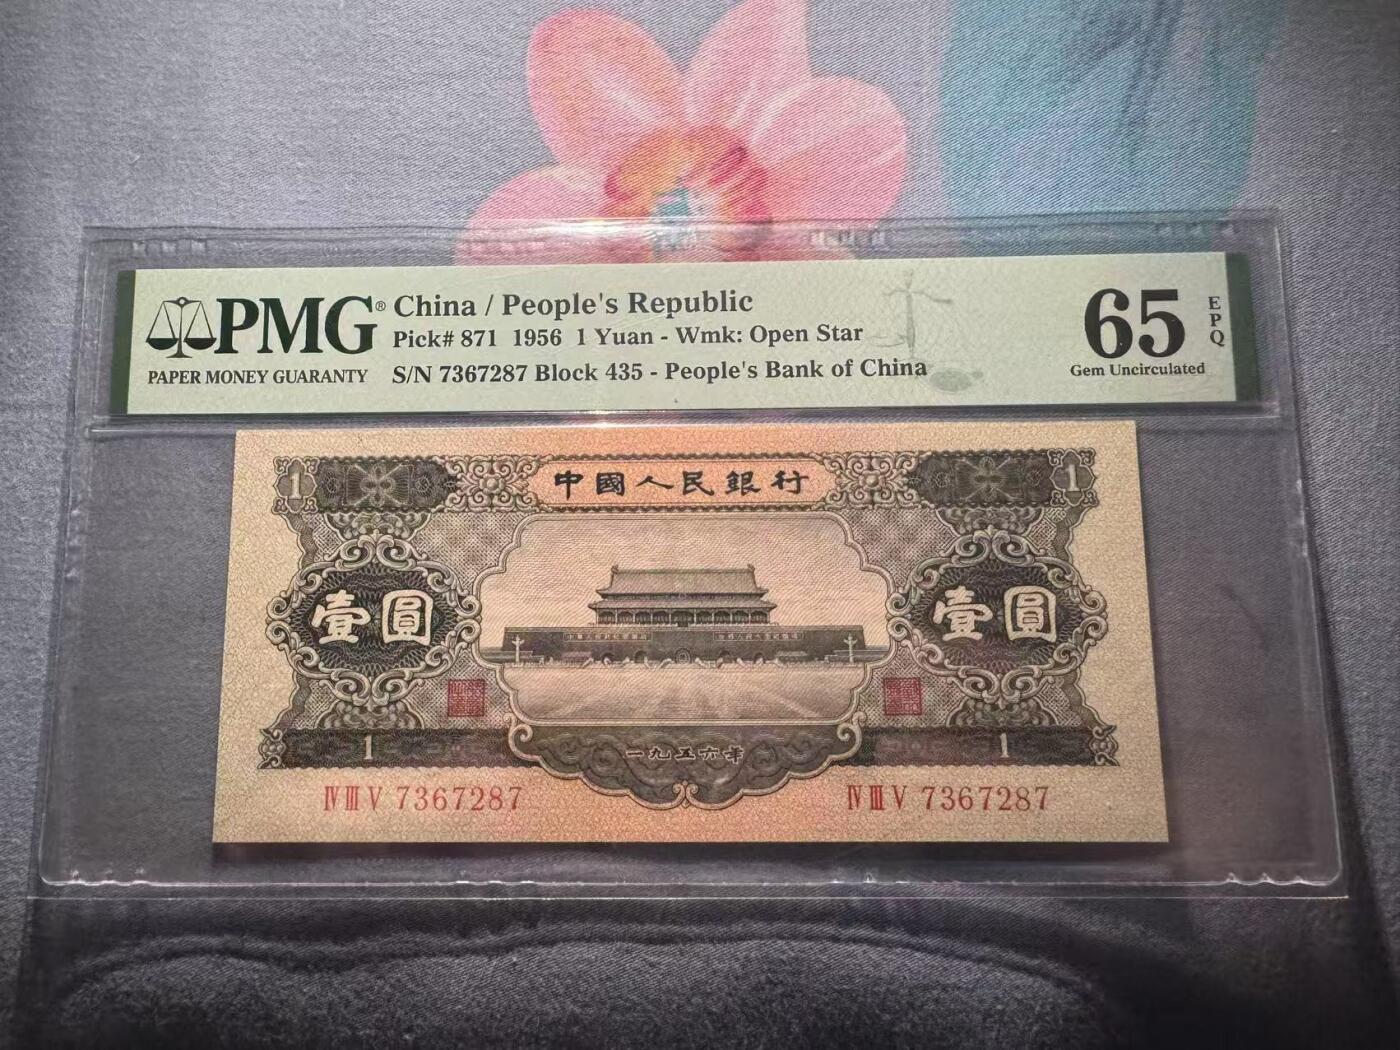 PMG®
PAPER MONEY GUARANTY
China / People's Republic
Pick# 871 1956 1 Yuan - Wmk: Open Star
S/N 7367287 Block 435 - People's Bank of China
65 EPQ
Gem Uncirculated
1 中國人民銀行 1
壹圓 壹圓
1 1
一九五六年
IV III V 7367287 IV III V 7367287